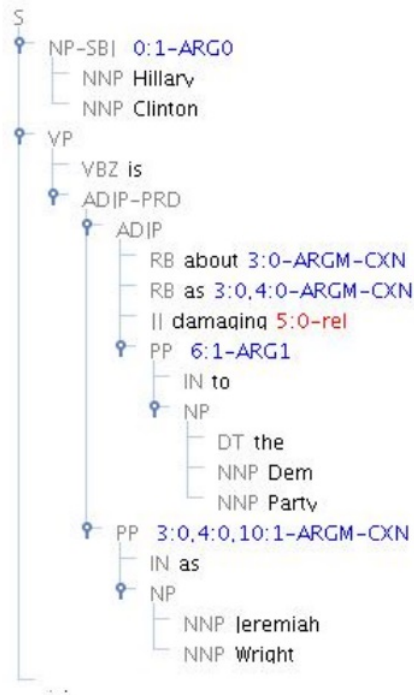 S
NP-SBJ 0:1-ARG0
NNP Hillary
NNP Clinton
VP
VBZ is
ADJP-PRD
ADJP
RB about 3:0-ARGM-CXN
RB as 3:0,4:0-ARGM-CXN
JJ damaging 5:0-rel
PP 6:1-ARG1
IN to
NP
DT the
NNP Dem
NNP Party
PP 3:0,4:0,10:1-ARGM-CXN
IN as
NP
NNP Jeremiah
NNP Wright